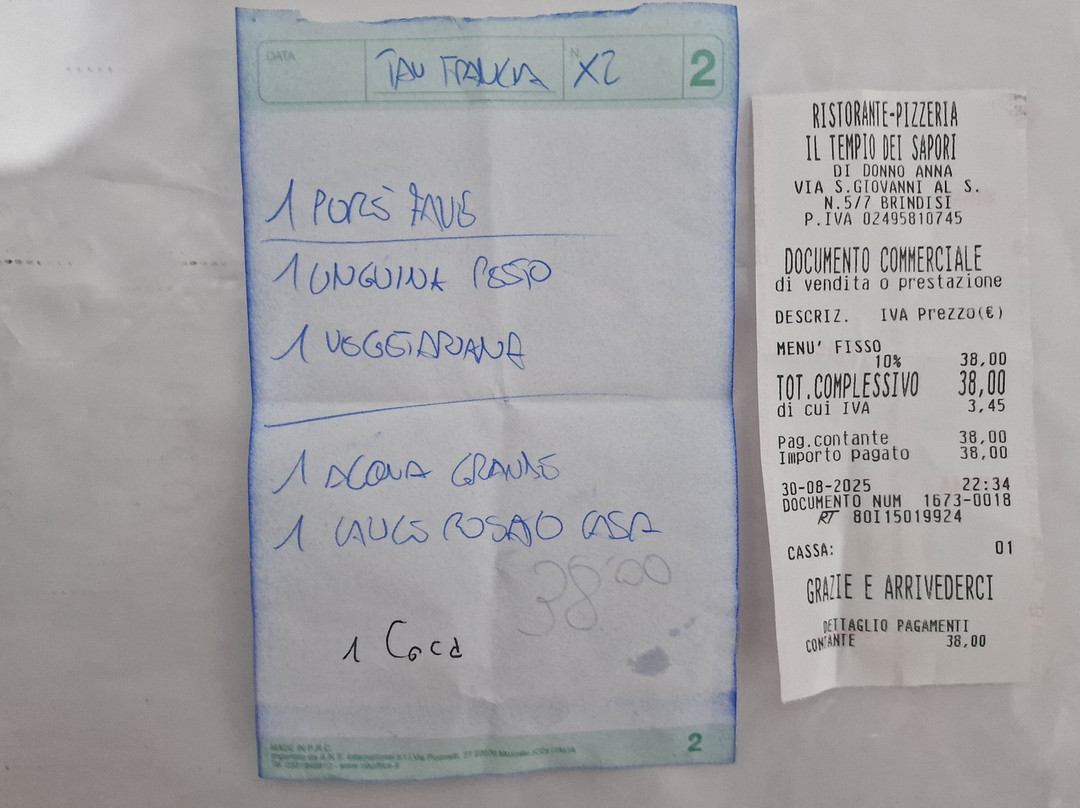 DATA
TAV FRANCIA
N.
X2
2
1 PURÈ FAVE
1 LINGUINA PESTO
1 VEGGETARIANA
1 ACQUA GRANDE
1 CALICE ROSATO CASA
38,00
1 Coca
MADE IN P.R.C.
2
RISTORANTE-PIZZERIA
IL TEMPIO DEI SAPORI
DI DONNO ANNA
VIA S.GIOVANNI AL S.
N.5/7 BRINDISI
P.IVA 02495810745
DOCUMENTO COMMERCIALE
di vendita o prestazione
DESCRIZ. IVA Prezzo(€)
MENU' FISSO
10% 38,00
TOT.COMPLESSIVO 38,00
di cui IVA 3,45
Pag.contante 38,00
Importo pagato 38,00
30-08-2025 22:34
DOCUMENTO NUM 1673-0018
RT 80I15019924
CASSA: 01
GRAZIE E ARRIVEDERCI
DETTAGLIO PAGAMENTI
CONTANTE 38,00